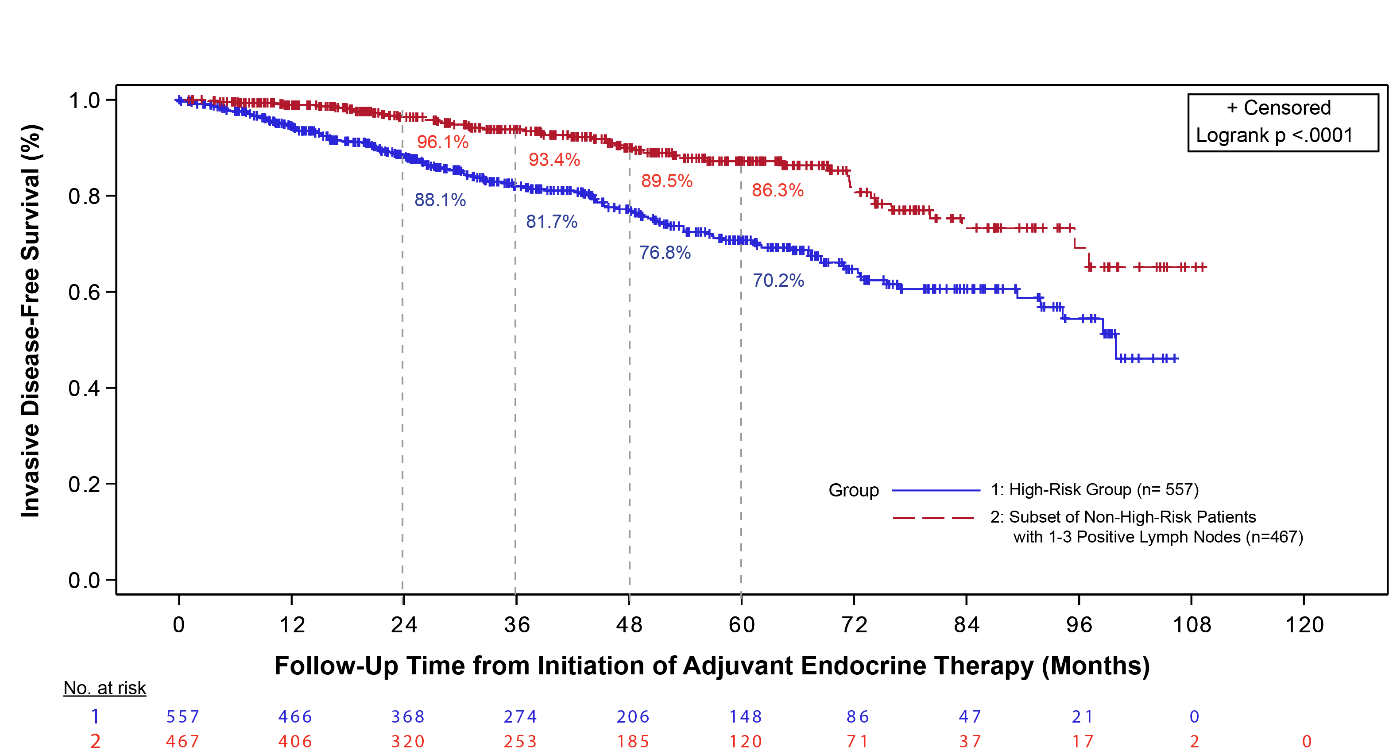 + Censored
Logrank p <.0001
Invasive Disease-Free Survival (%)
1.0
0.8
0.6
0.4
0.2
0.0
96.1%
93.4%
89.5%
86.3%
88.1%
81.7%
76.8%
70.2%
Group
1: High-Risk Group (n= 557)
2: Subset of Non-High-Risk Patients
with 1-3 Positive Lymph Nodes (n=467)
0 12 24 36 48 60 72 84 96 108 120
Follow-Up Time from Initiation of Adjuvant Endocrine Therapy (Months)
No. at risk
1 557 466 368 274 206 148 86 47 21 0
2 467 406 320 253 185 120 71 37 17 2 0